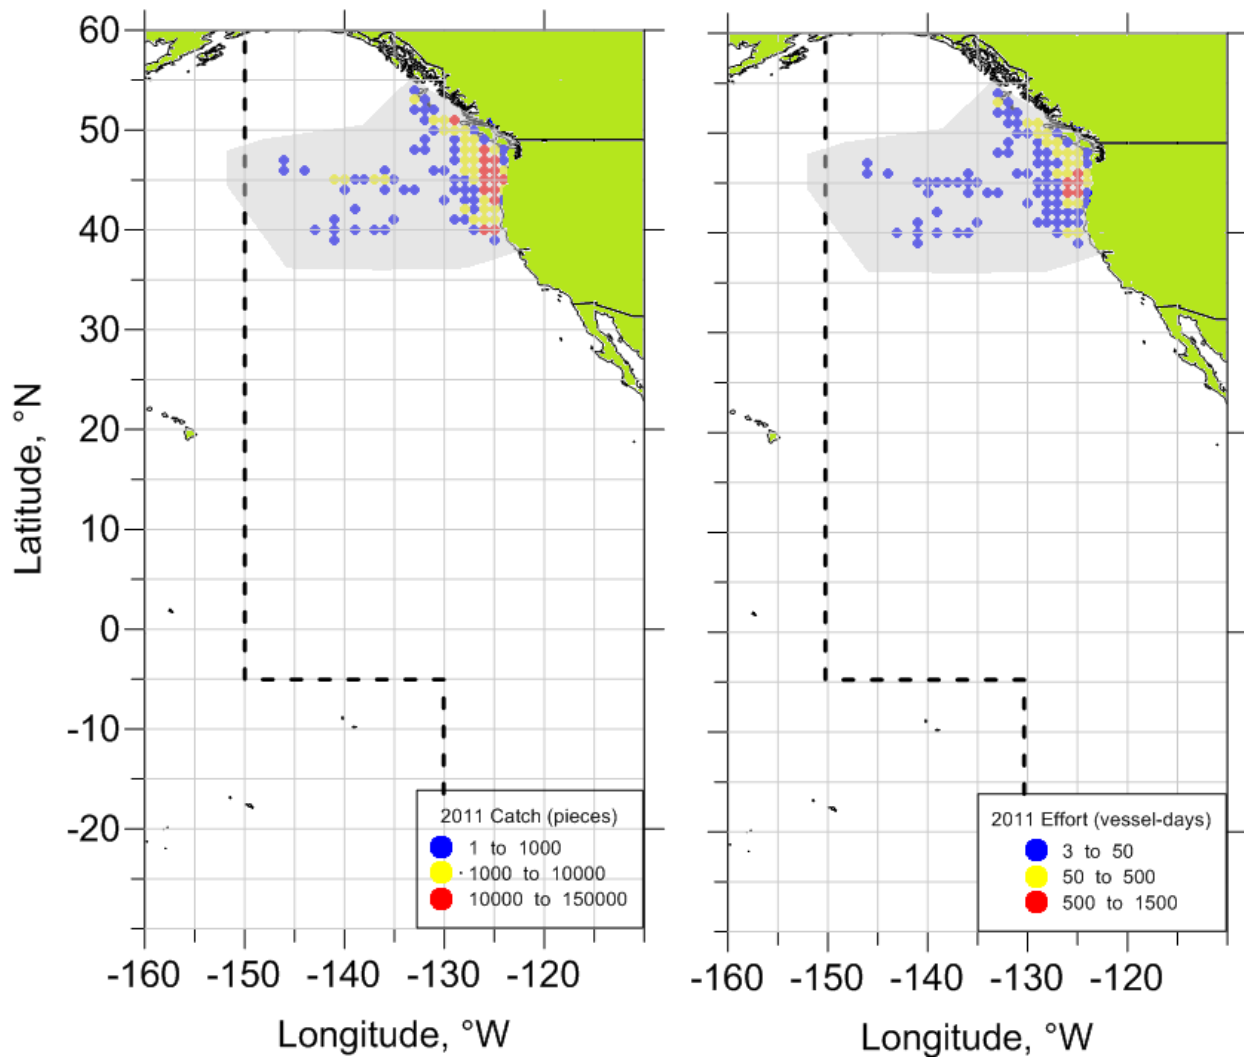 60
50
40
30
20
10
0
-10
-20
Latitude, °N
2011 Catch (pieces)
1 to 1000
1000 to 10000
10000 to 150000
-160 -150 -140 -130 -120
Longitude, °W
2011 Effort (vessel-days)
3 to 50
50 to 500
500 to 1500
-160 -150 -140 -130 -120
Longitude, °W